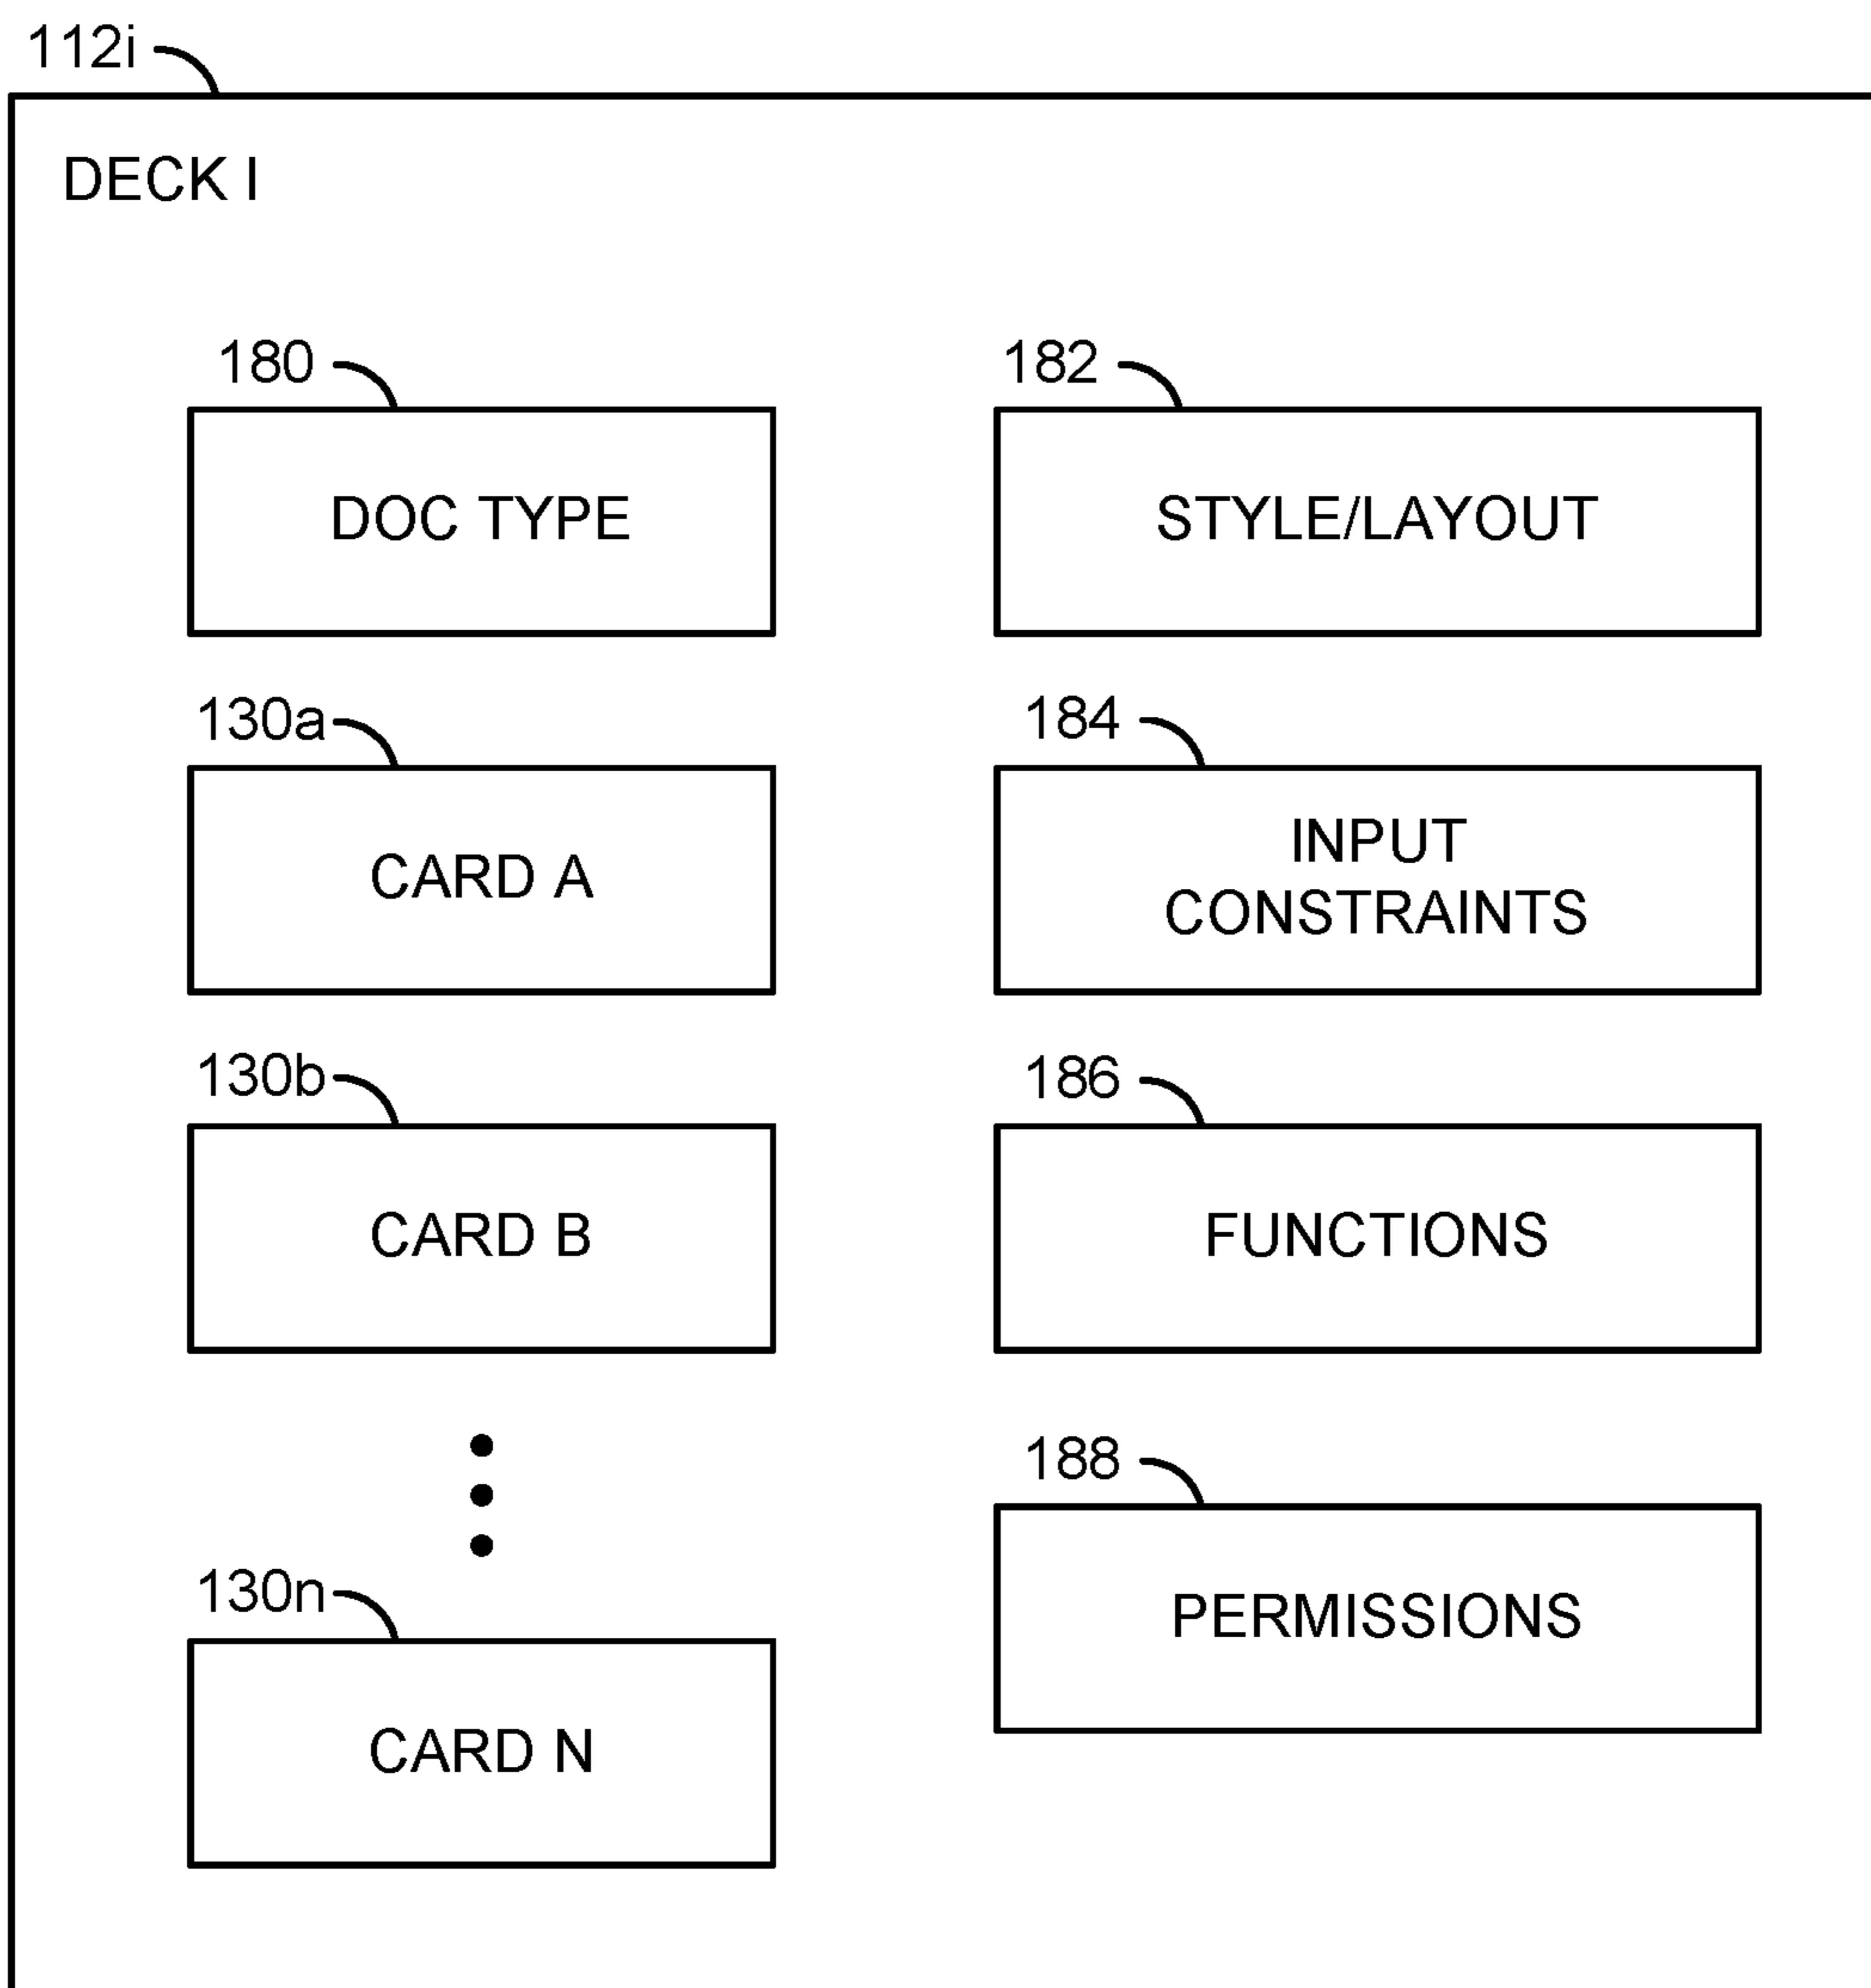 112i
DECK I
180
DOC TYPE
182
STYLE/LAYOUT
130a
CARD A
184
INPUT
CONSTRAINTS
130b
CARD B
186
FUNCTIONS
130n
CARD N
188
PERMISSIONS